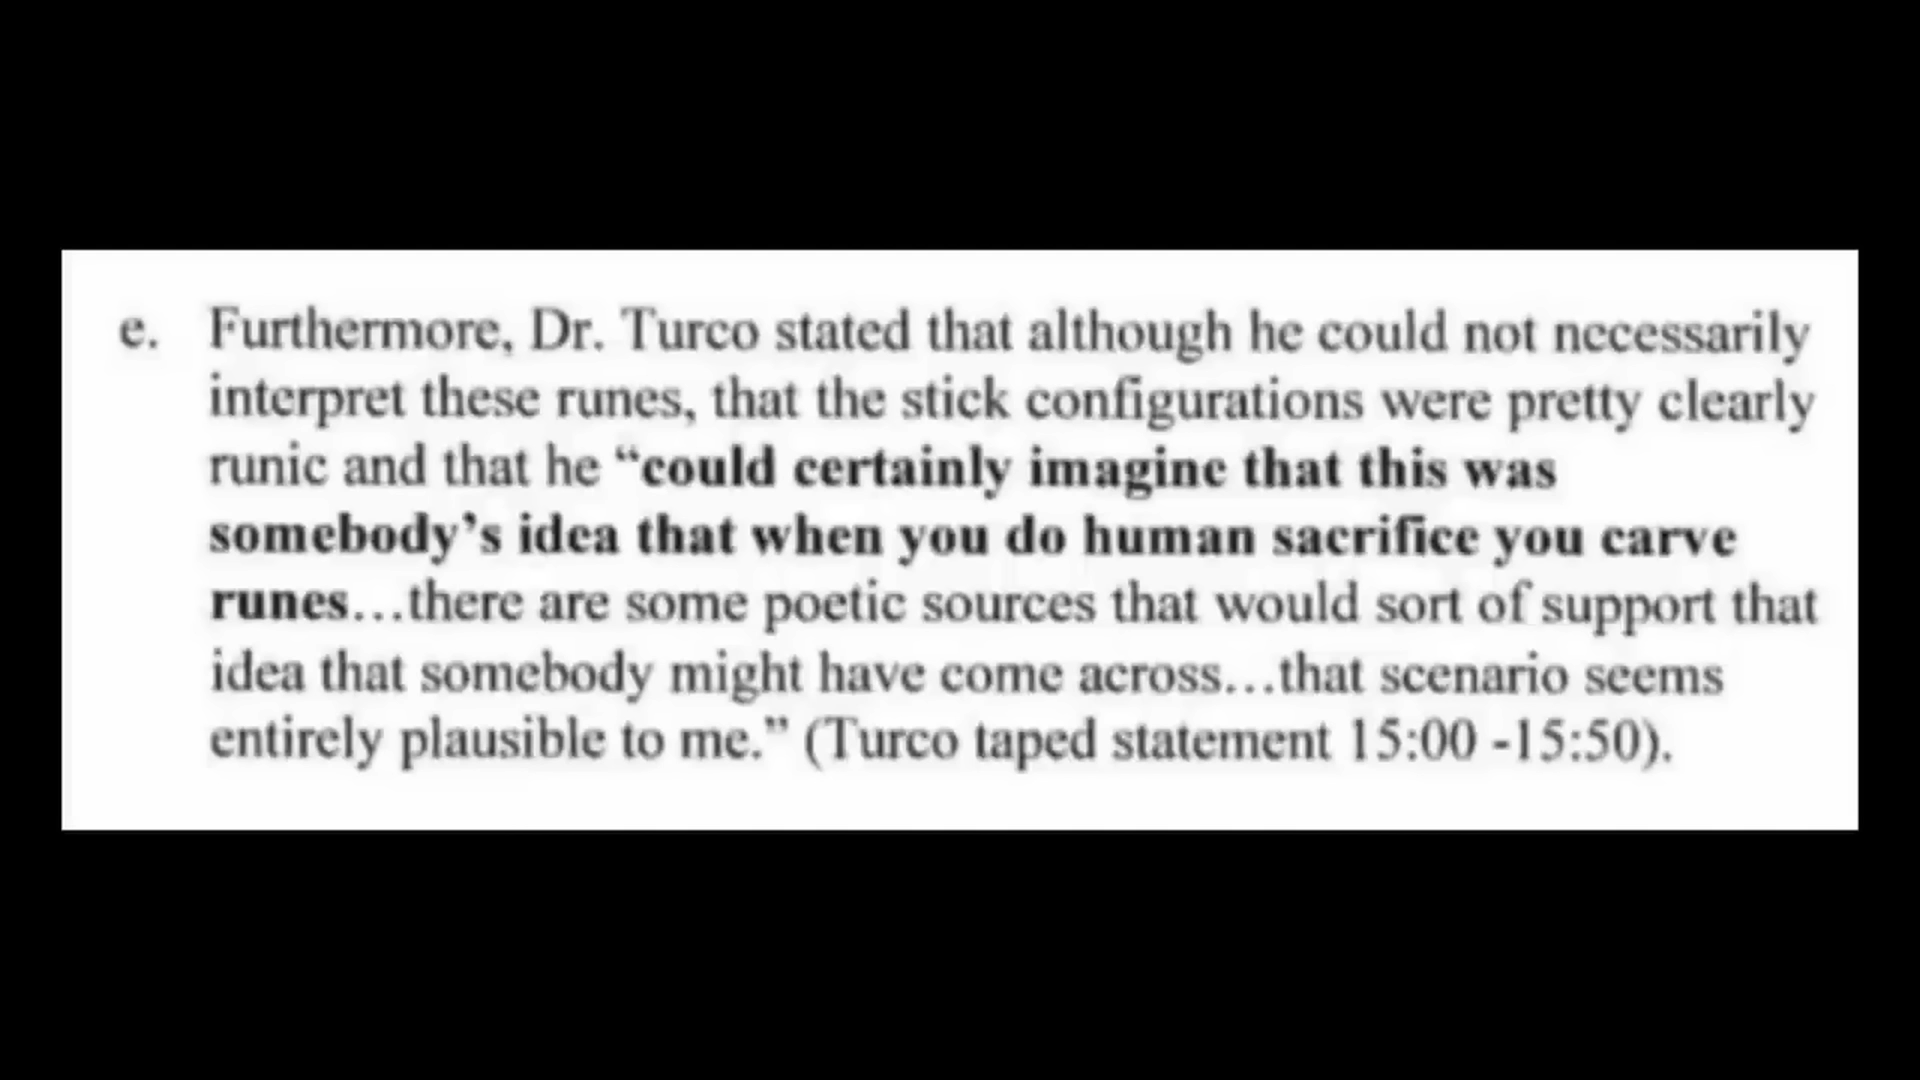 e. Furthermore, Dr. Turco stated that although he could not necessarily
interpret these runes, that the stick configurations were pretty clearly
runic and that he “could certainly imagine that this was
somebody’s idea that when you do human sacrifice you carve
runes…there are some poetic sources that would sort of support that
idea that somebody might have come across…that scenario seems
entirely plausible to me.” (Turco taped statement 15:00 -15:50).